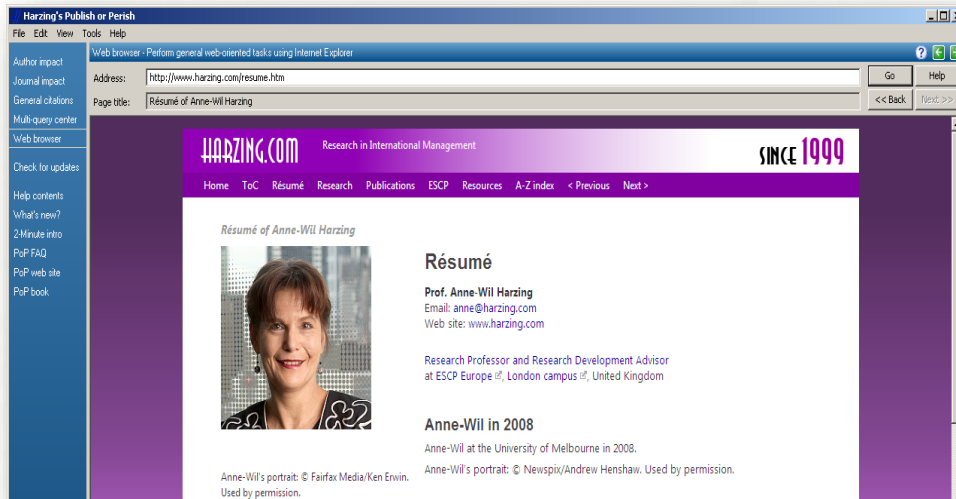 Harzing's Publish or Perish
File Edit View Tools Help
Author impact
Journal impact
General citations
Multi-query center
Web browser
Check for updates
Help contents
What's new?
2-Minute intro
PoP FAQ
PoP web site
PoP book
Web browser - Perform general web-oriented tasks using Internet Explorer
?
Address: http://www.harzing.com/resume.htm Go Help
Page title: Résumé of Anne-Wil Harzing << Back Next >>
HARZING.COM Research in International Management SINCE 1999
Home ToC Résumé Research Publications ESCP Resources A-Z index < Previous Next >
Résumé of Anne-Wil Harzing
Résumé
Prof. Anne-Wil Harzing
Email: anne@harzing.com
Web site: www.harzing.com
Research Professor and Research Development Advisor
at ESCP Europe, London campus, United Kingdom
Anne-Wil in 2008
Anne-Wil at the University of Melbourne in 2008.
Anne-Wil's portrait: © Newspix/Andrew Henshaw. Used by permission.
Anne-Wil's portrait: © Fairfax Media/Ken Erwin.
Used by permission.